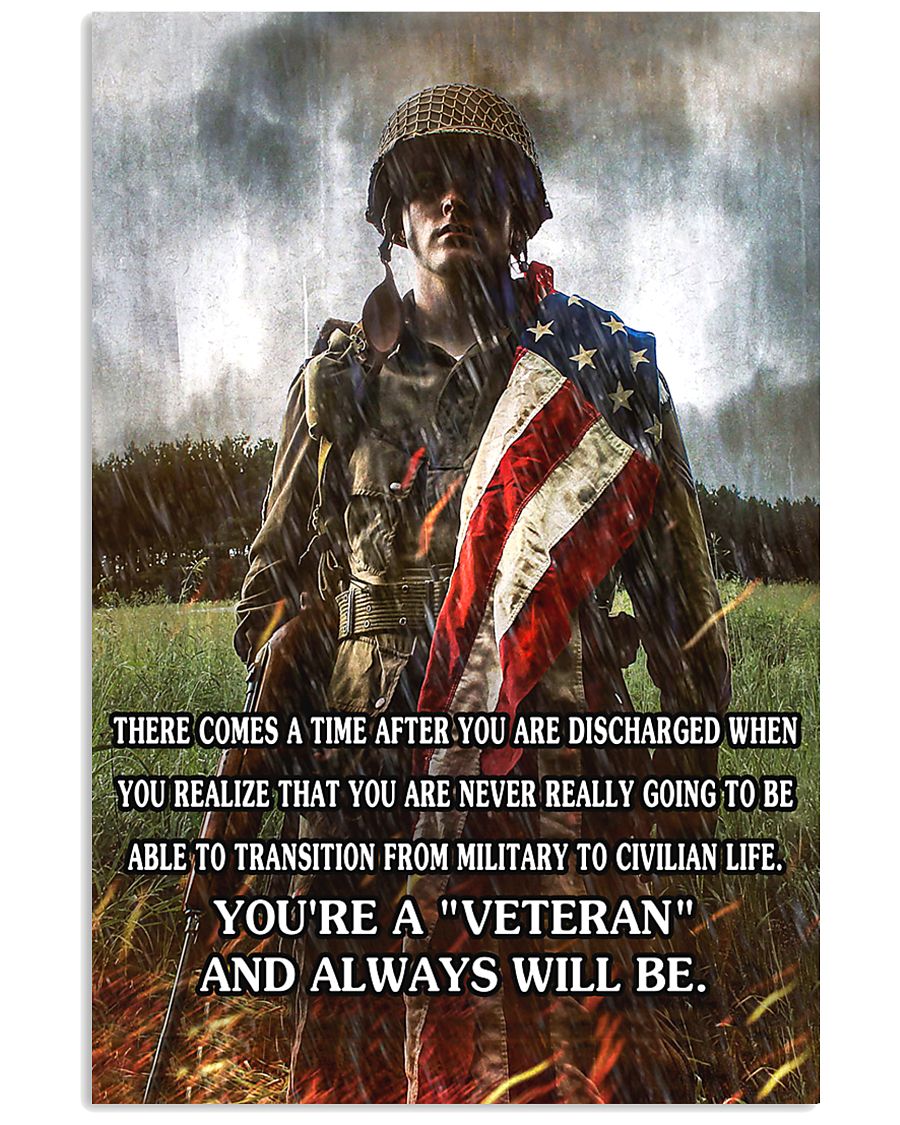 THERE COMES A TIME AFTER YOU ARE DISCHARGED WHEN
YOU REALIZE THAT YOU ARE NEVER REALLY GOING TO BE
ABLE TO TRANSITION FROM MILITARY TO CIVILIAN LIFE.
YOU'RE A "VETERAN"
AND ALWAYS WILL BE.